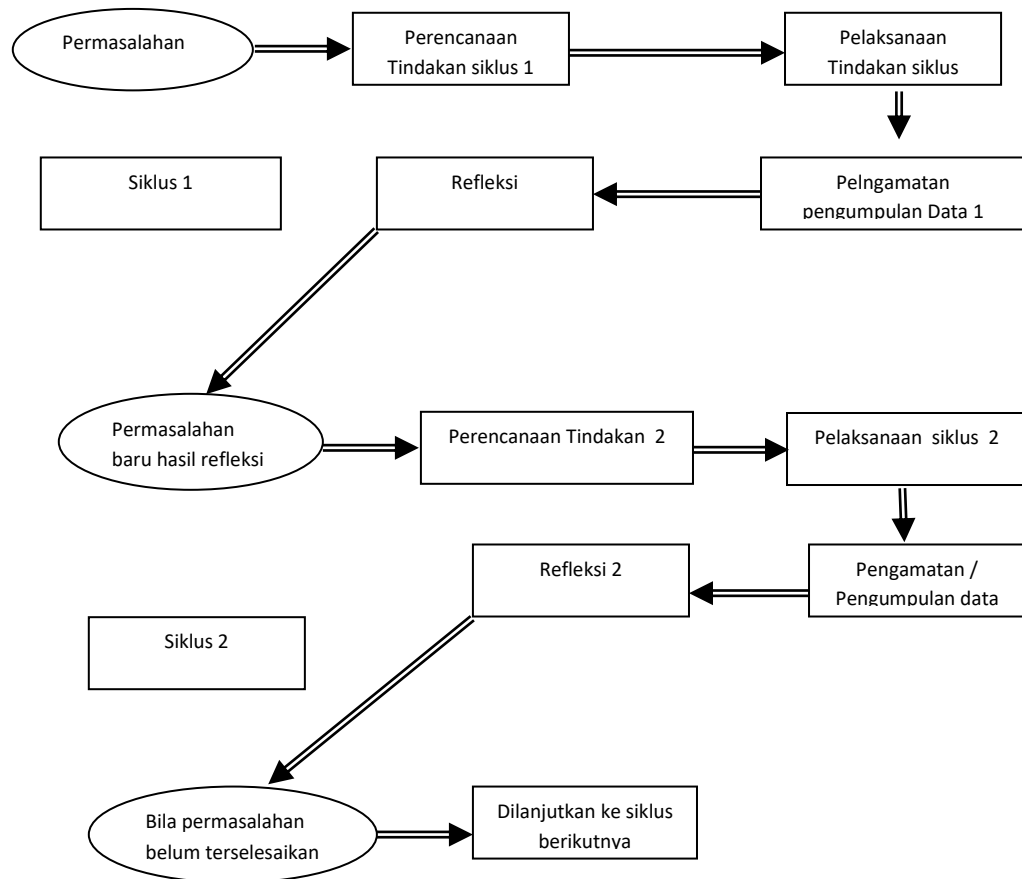 Permasalahan
Perencanaan
Tindakan siklus 1
Pelaksanaan
Tindakan siklus
Siklus 1
Refleksi
Pelngamatan
pengumpulan Data 1
Permasalahan
baru hasil refleksi
Perencanaan Tindakan 2
Pelaksanaan siklus 2
Refleksi 2
Pengamatan /
Pengumpulan data
Siklus 2
Bila permasalahan
belum terselesaikan
Dilanjutkan ke siklus
berikutnya